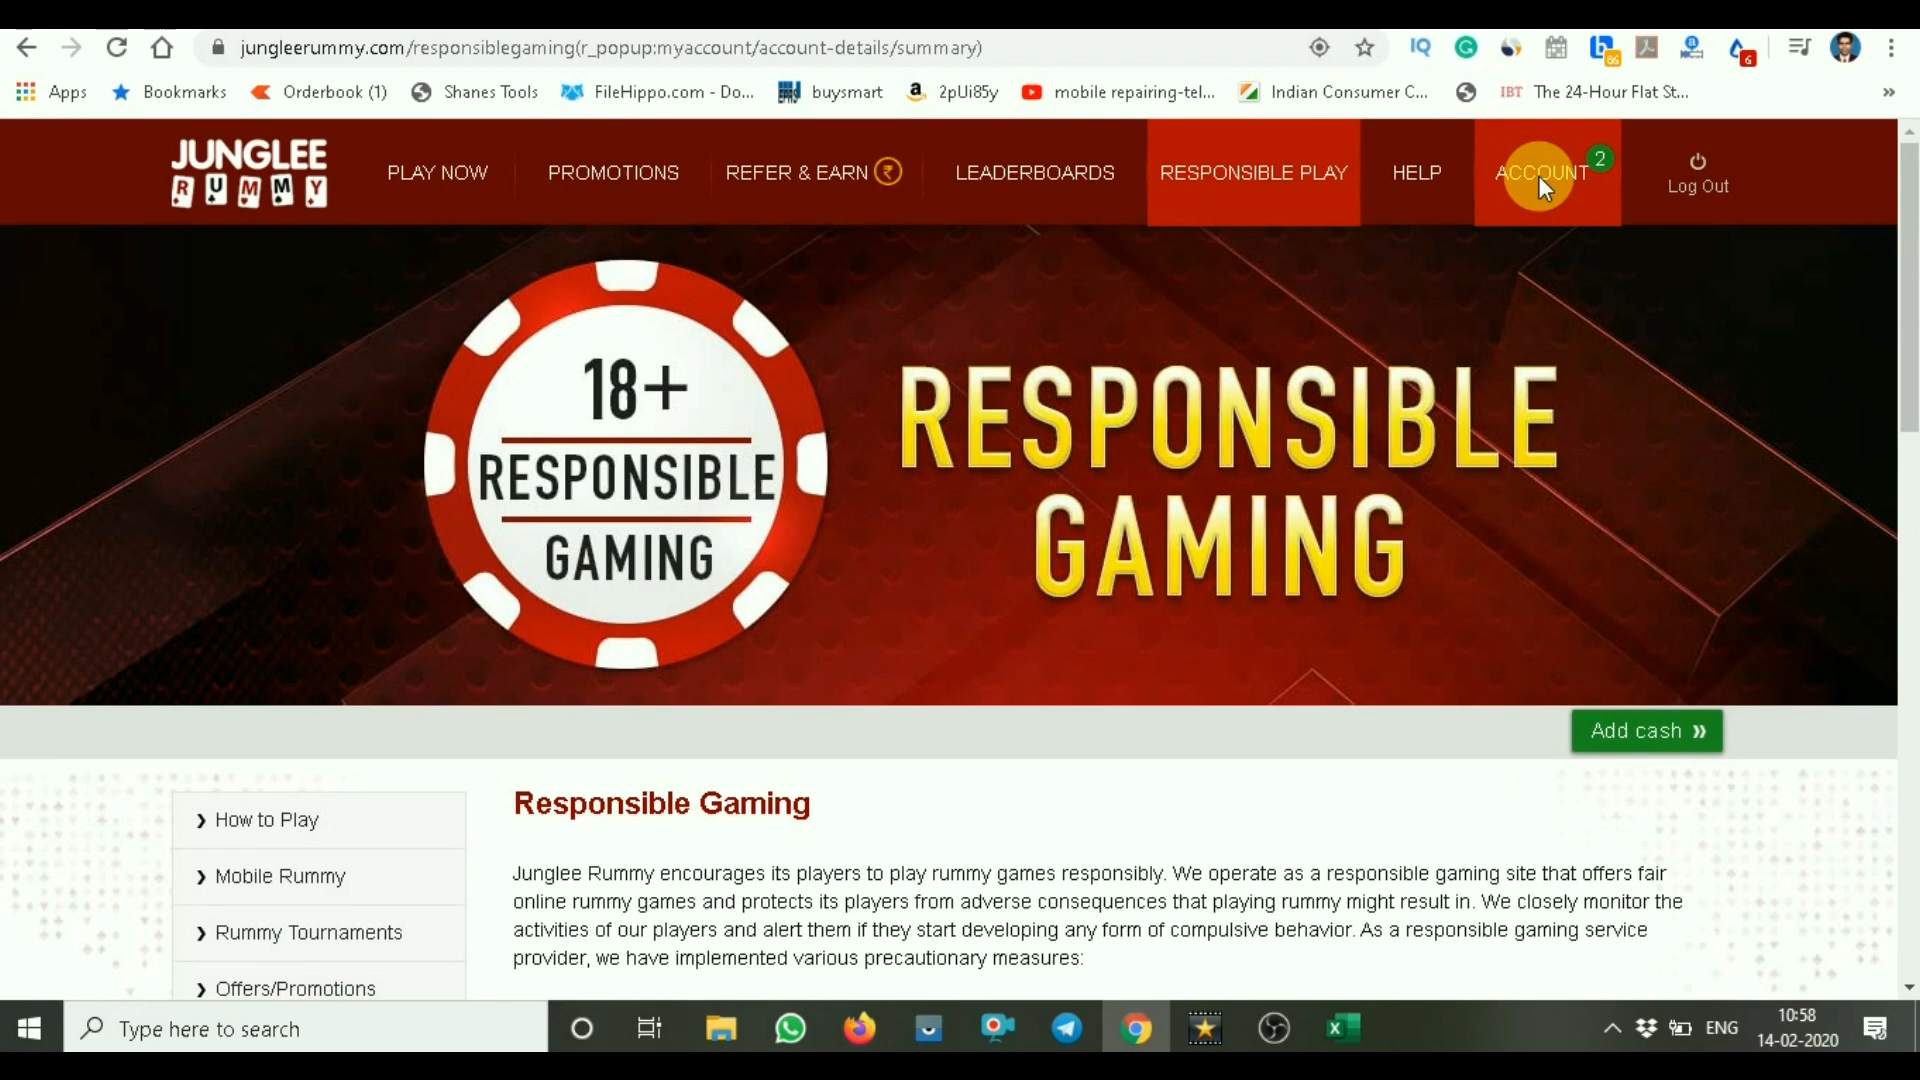 jungleerummy.com/responsiblegaming(r_popup:myaccount/account-details/summary)
IQ
86
6
Apps
Bookmarks
Orderbook (1)
Shanes Tools
FileHippo.com - Do...
buysmart
2pUi85y
mobile repairing-tel...
Indian Consumer C...
IBT The 24-Hour Flat St...
»
JUNGLEE
RUMMY
PLAY NOW
PROMOTIONS
REFER & EARN ₹
LEADERBOARDS
RESPONSIBLE PLAY
HELP
ACCOUNT 2
Log Out
18+
RESPONSIBLE
GAMING
RESPONSIBLE
GAMING
Add cash »
How to Play
Mobile Rummy
Rummy Tournaments
Offers/Promotions
Responsible Gaming
Junglee Rummy encourages its players to play rummy games responsibly. We operate as a responsible gaming site that offers fair
online rummy games and protects its players from adverse consequences that playing rummy might result in. We closely monitor the
activities of our players and alert them if they start developing any form of compulsive behavior. As a responsible gaming service
provider, we have implemented various precautionary measures:
Type here to search
ENG
10:58
14-02-2020